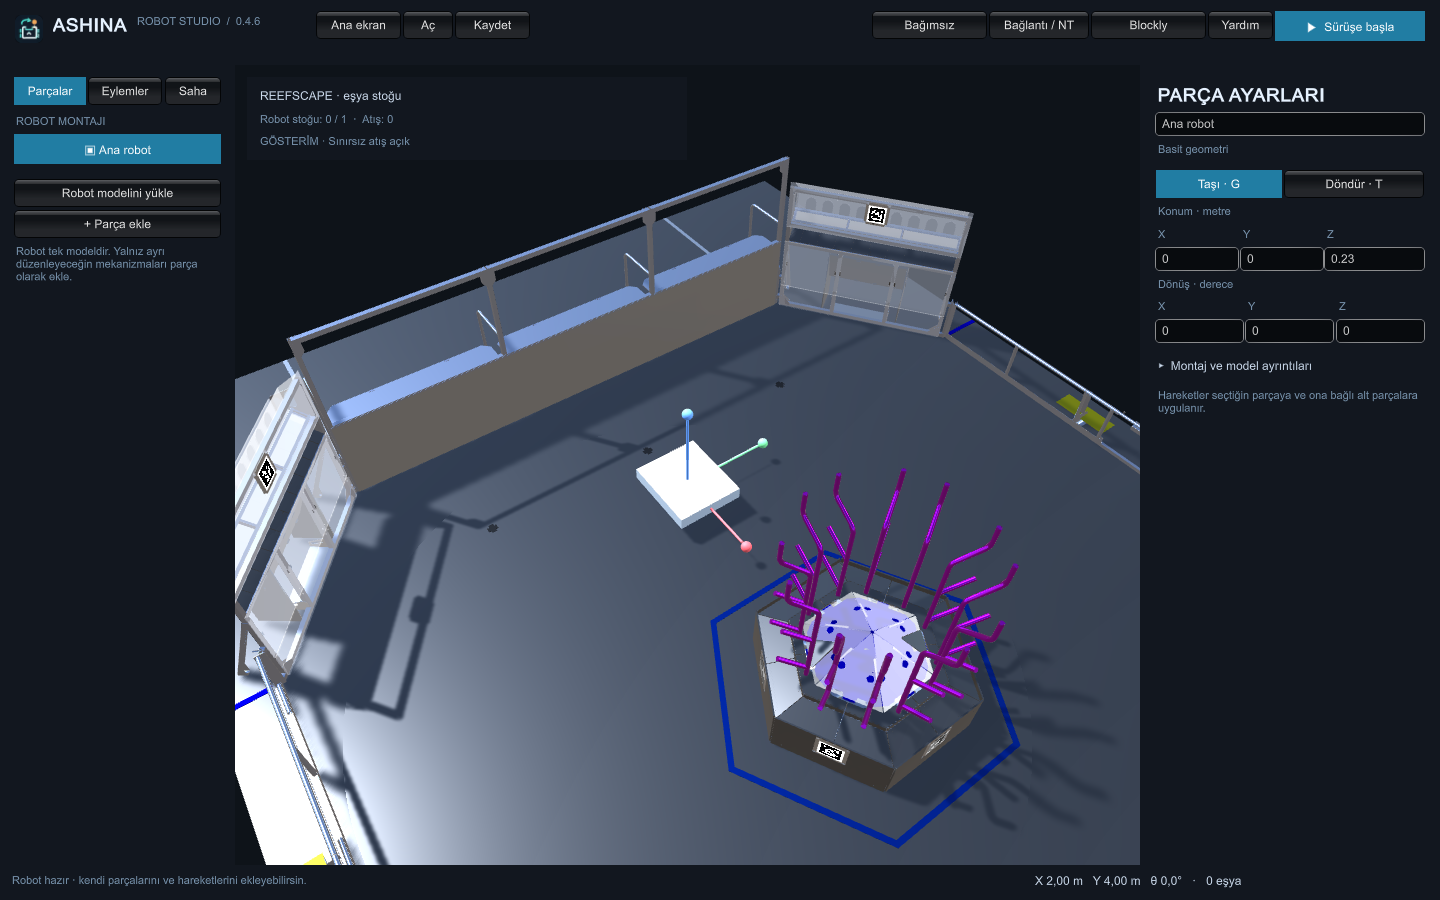 ASHINA ROBOT STUDIO / 0.4.6 Ana ekran Aç Kaydet Bağımsız Bağlantı / NT Blockly Yardım ▶ Sürüşe başla
Parçalar Eylemler Saha
ROBOT MONTAJI
▣ Ana robot
Robot modelini yükle
+ Parça ekle
Robot tek modeldir. Yalnız ayrı
düzenleyeceğin mekanizmaları parça
olarak ekle.
REEFSCAPE · eşya stoğu
Robot stoğu: 0 / 1 · Atış: 0
GÖSTERİM · Sınırsız atış açık
PARÇA AYARLARI
Ana robot
Basit geometri
Taşı · G Döndür · T
Konum · metre
X Y Z
0 0 0.23
Dönüş · derece
X Y Z
0 0 0
▸ Montaj ve model ayrıntıları
Hareketler seçtiğin parçaya ve ona bağlı alt parçalara
uygulanır.
Robot hazır · kendi parçalarını ve hareketlerini ekleyebilirsin.
X 2,00 m Y 4,00 m θ 0,0° · 0 eşya